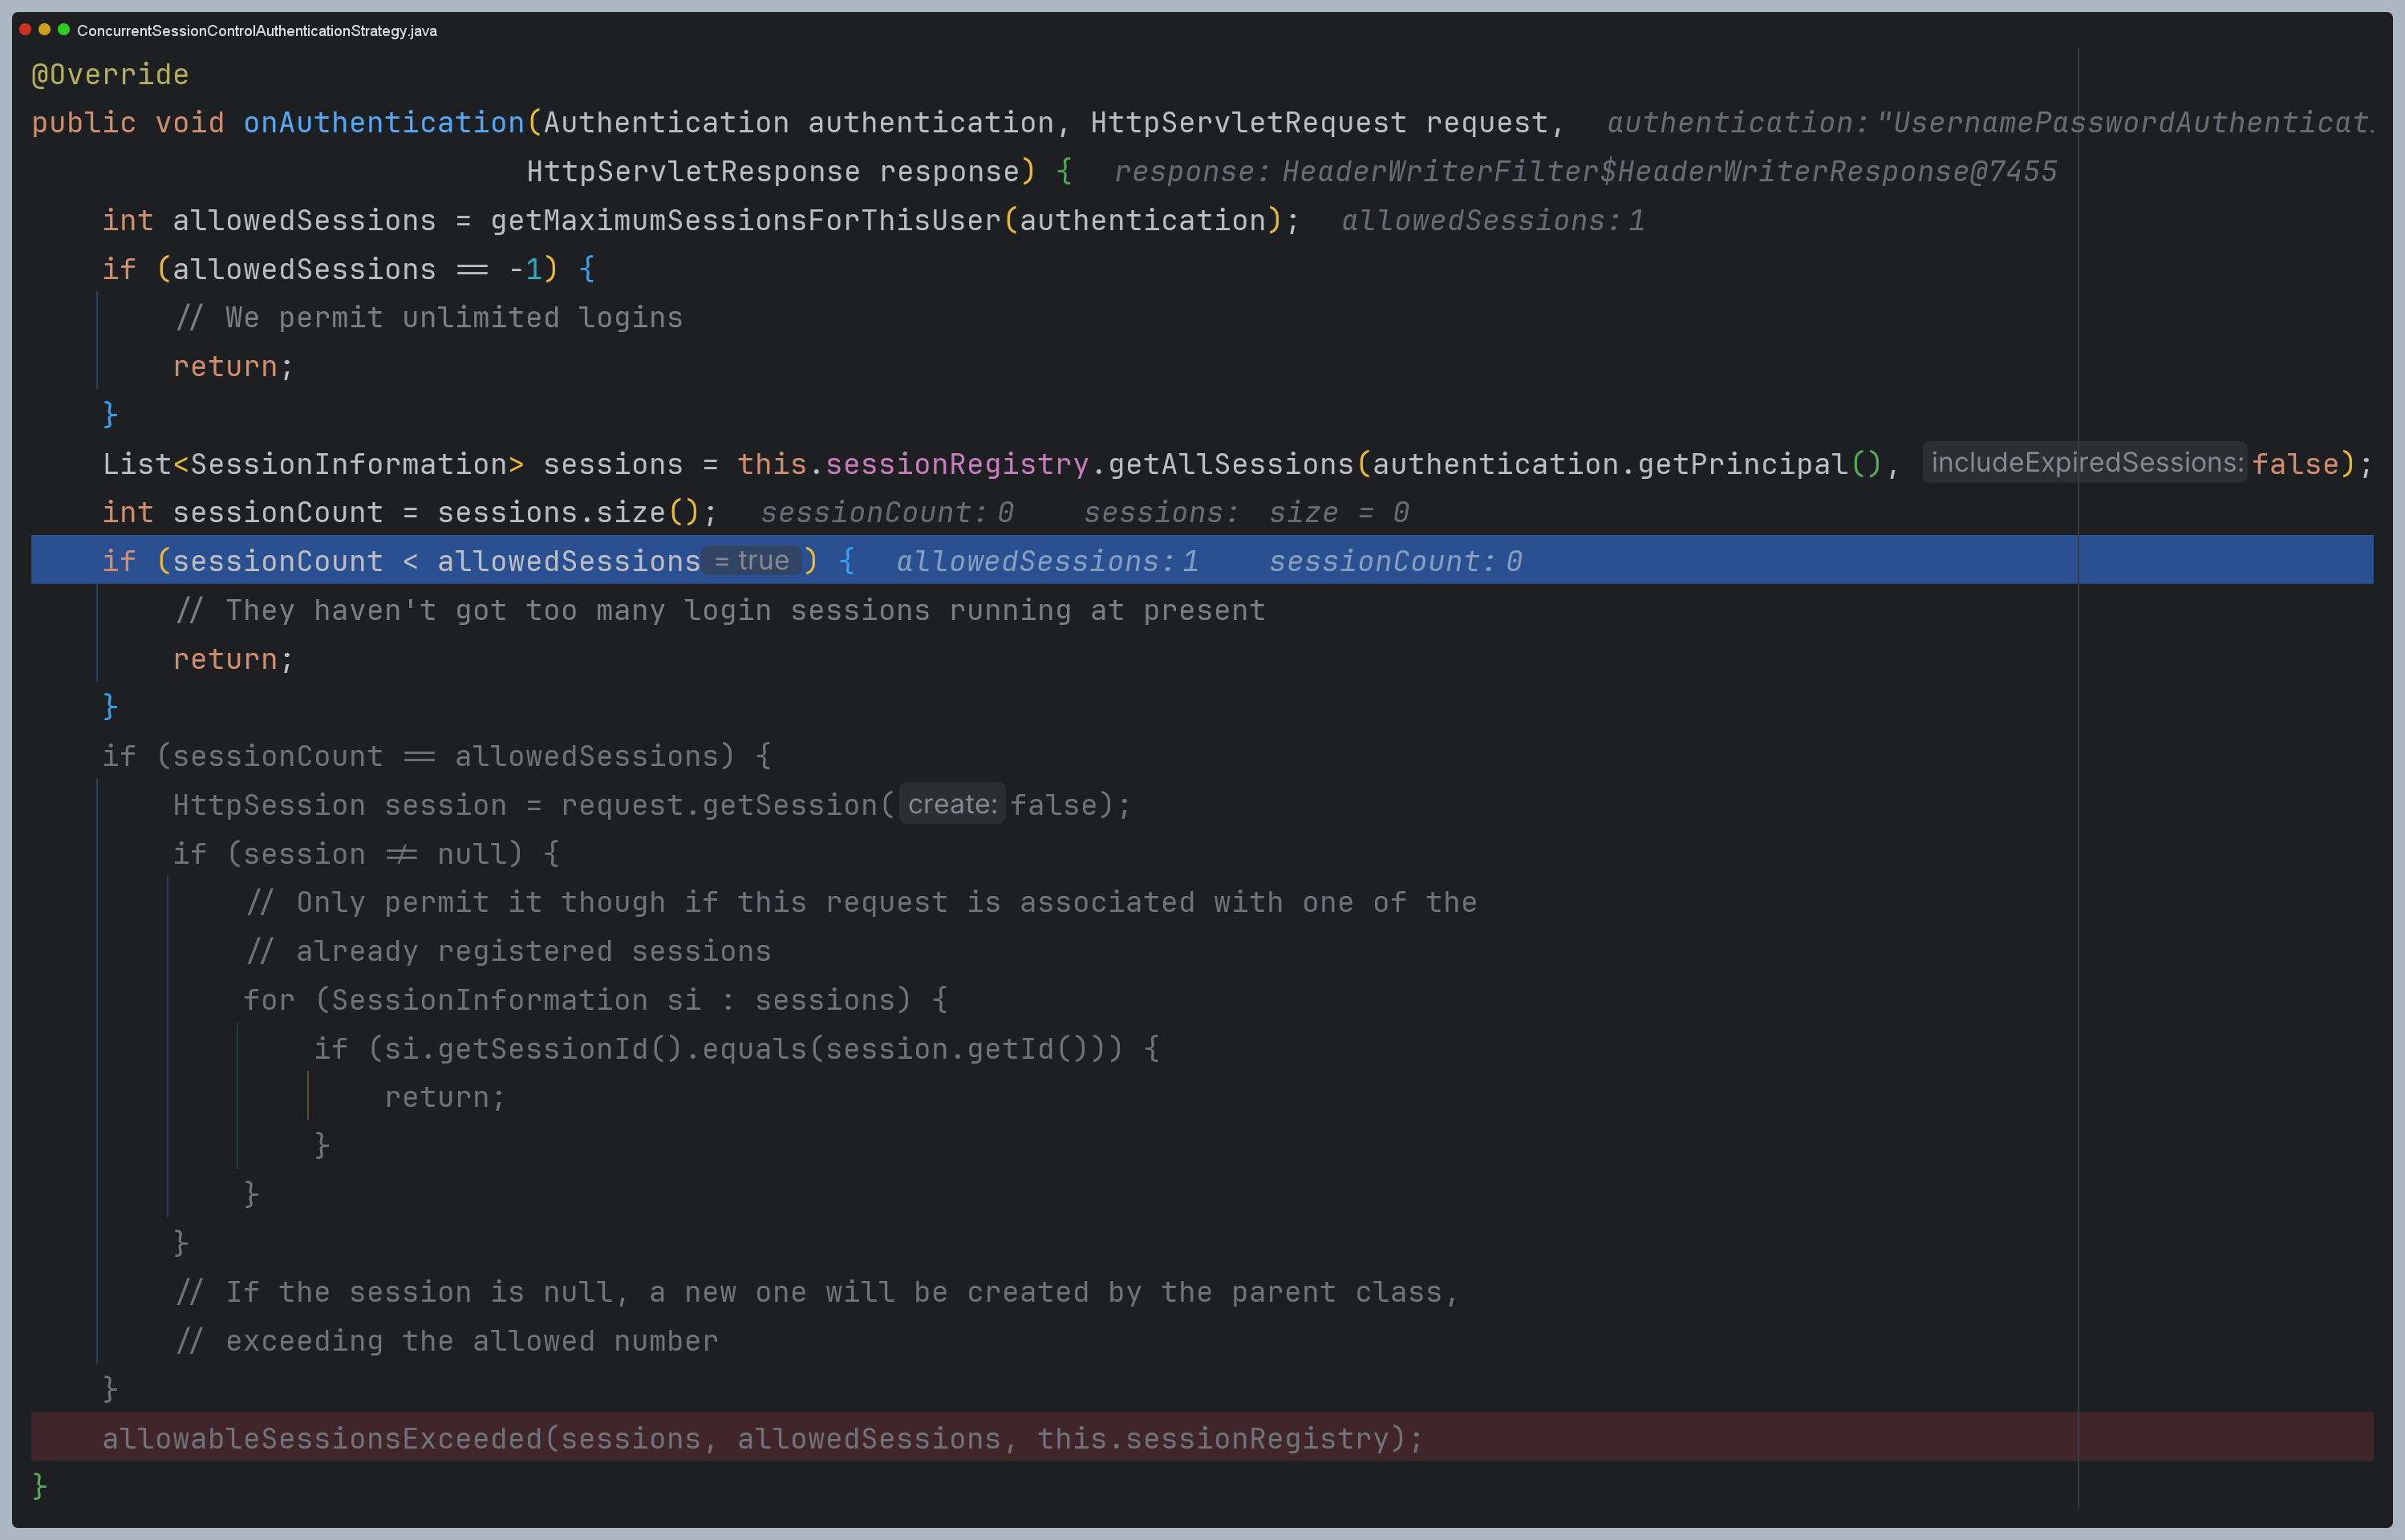 ConcurrentSessionControlAuthenticationStrategy.java
@Override
public void onAuthentication(Authentication authentication, HttpServletRequest request,  authentication: "UsernamePasswordAuthenticati
                            HttpServletResponse response) {  response: HeaderWriterFilter$HeaderWriterResponse@7455
    int allowedSessions = getMaximumSessionsForThisUser(authentication);  allowedSessions: 1
    if (allowedSessions == -1) {
        // We permit unlimited logins
        return;
    }
    List<SessionInformation> sessions = this.sessionRegistry.getAllSessions(authentication.getPrincipal(), includeExpiredSessions: false);
    int sessionCount = sessions.size();  sessionCount: 0    sessions:  size = 0
    if (sessionCount < allowedSessions = true ) {  allowedSessions: 1    sessionCount: 0
        // They haven't got too many login sessions running at present
        return;
    }
    if (sessionCount == allowedSessions) {
        HttpSession session = request.getSession( create: false);
        if (session != null) {
            // Only permit it though if this request is associated with one of the
            // already registered sessions
            for (SessionInformation si : sessions) {
                if (si.getSessionId().equals(session.getId())) {
                    return;
                }
            }
        }
        // If the session is null, a new one will be created by the parent class,
        // exceeding the allowed number
    }
    allowableSessionsExceeded(sessions, allowedSessions, this.sessionRegistry);
}